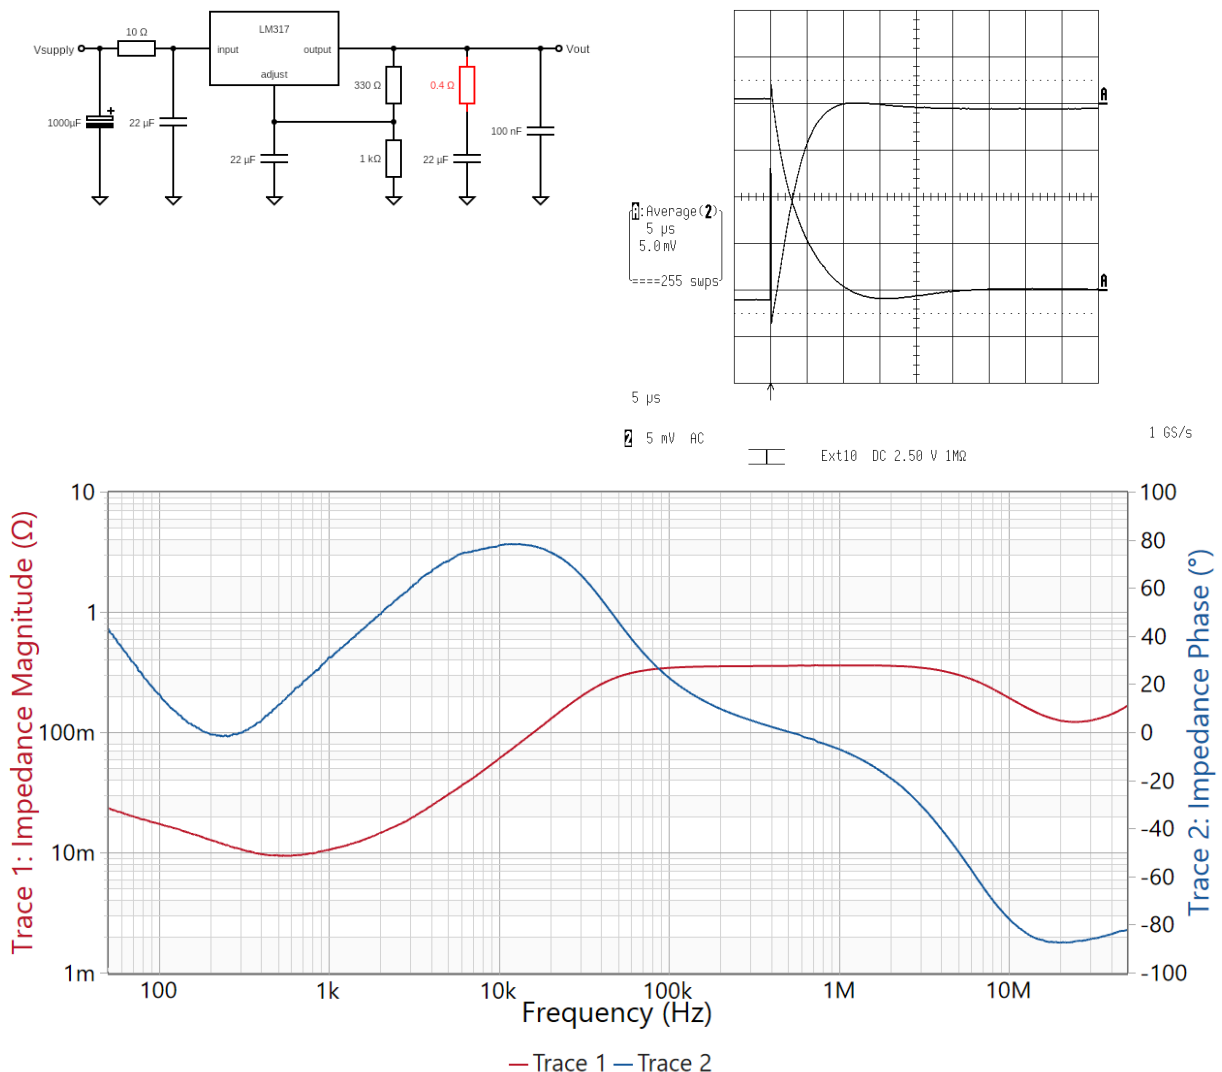 LM317
10 Ω
Vsupply
input
output
Vout
adjust
330 Ω
0.4 Ω
1000µF
22 µF
100 nF
22 µF
1 kΩ
22 µF
A
A:Average(2)
5 µs
5.0mV
====255 swps
A
5 µs
2 5 mV AC
1 GS/s
Ext10 DC 2.50 V 1MΩ
Trace 1: Impedance Magnitude (Ω)
10
1
100m
10m
1m
100
80
60
40
20
0
-20
-40
-60
-80
-100
Trace 2: Impedance Phase (°)
100
1k
10k
100k
1M
10M
Frequency (Hz)
Trace 1
Trace 2